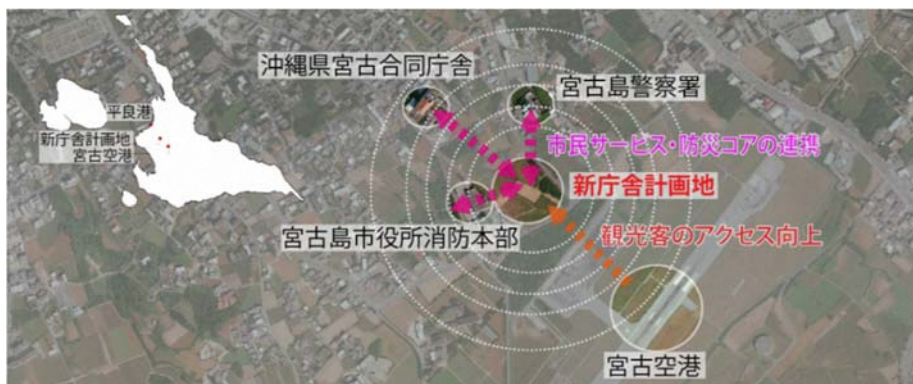 沖縄県宮古合同庁舎
宮古島警察署
平良港
新庁舎計画地
宮古空港
市民サービス・防災コアの連携
新庁舎計画地
宮古島市役所消防本部
観光客のアクセス向上
宮古空港